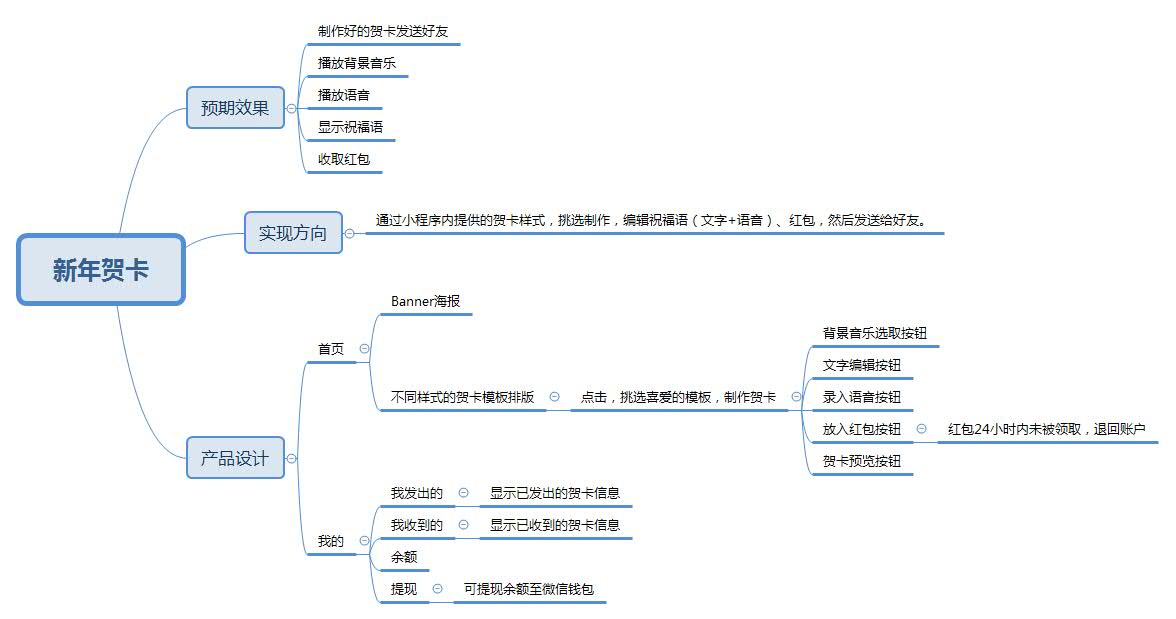 新年贺卡
预期效果
制作好的贺卡发送好友
播放背景音乐
播放语音
显示祝福语
收取红包
实现方向
通过小程序内提供的贺卡样式，挑选制作，编辑祝福语（文字+语音）、红包，然后发送给好友。
产品设计
首页
Banner海报
不同样式的贺卡模板排版
点击，挑选喜爱的模板，制作贺卡
背景音乐选取按钮
文字编辑按钮
录入语音按钮
放入红包按钮
红包24小时内未被领取，退回账户
贺卡预览按钮
我的
我发出的
显示已发出的贺卡信息
我收到的
显示已收到的贺卡信息
余额
提现
可提现余额至微信钱包